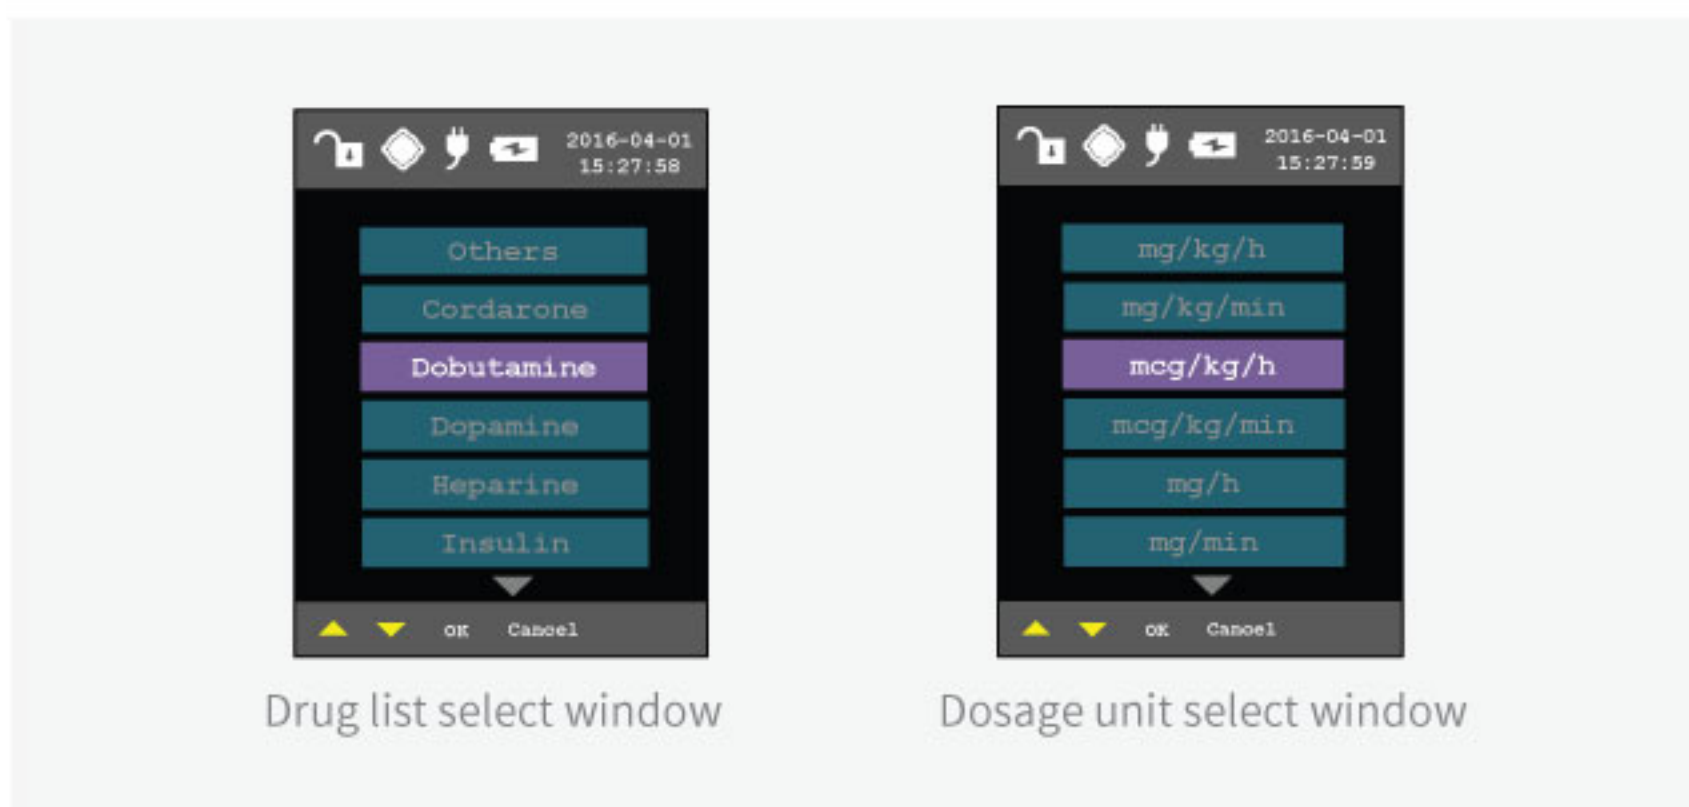 2016-04-01
15:27:58
Others
Cordarone
Dobutamine
Dopamine
Heparine
Insulin
OK Cancel
Drug list select window
2016-04-01
15:27:59
mg/kg/h
mg/kg/min
mcg/kg/h
mcg/kg/min
mg/h
mg/min
OK Cancel
Dosage unit select window